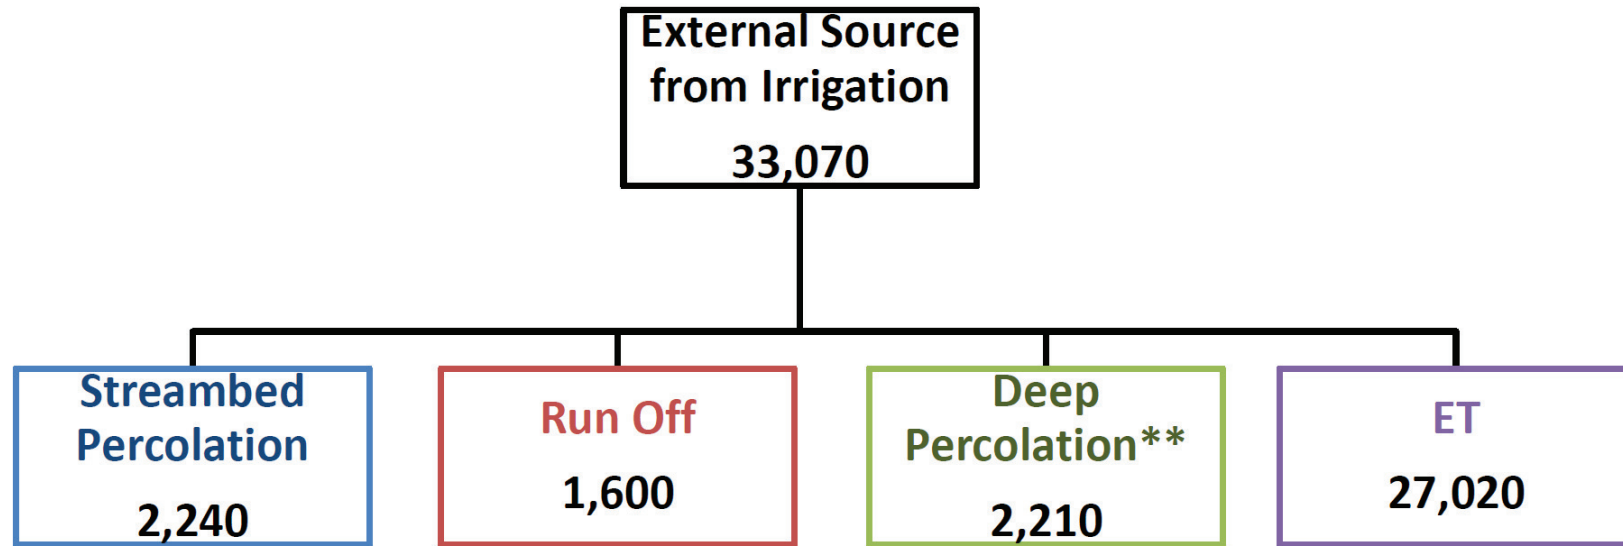 External Source
from Irrigation
33,070
Streambed
Percolation
2,240
Run Off
1,600
Deep
Percolation**
2,210
ET
27,020